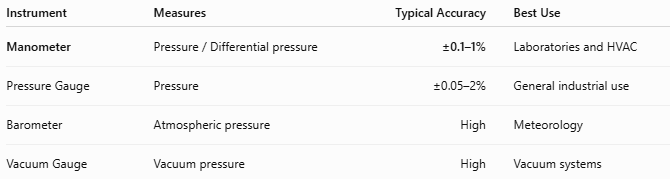 Instrument Measures Typical Accuracy Best Use
Manometer Pressure / Differential pressure ±0.1–1% Laboratories and HVAC
Pressure Gauge Pressure ±0.05–2% General industrial use
Barometer Atmospheric pressure High Meteorology
Vacuum Gauge Vacuum pressure High Vacuum systems